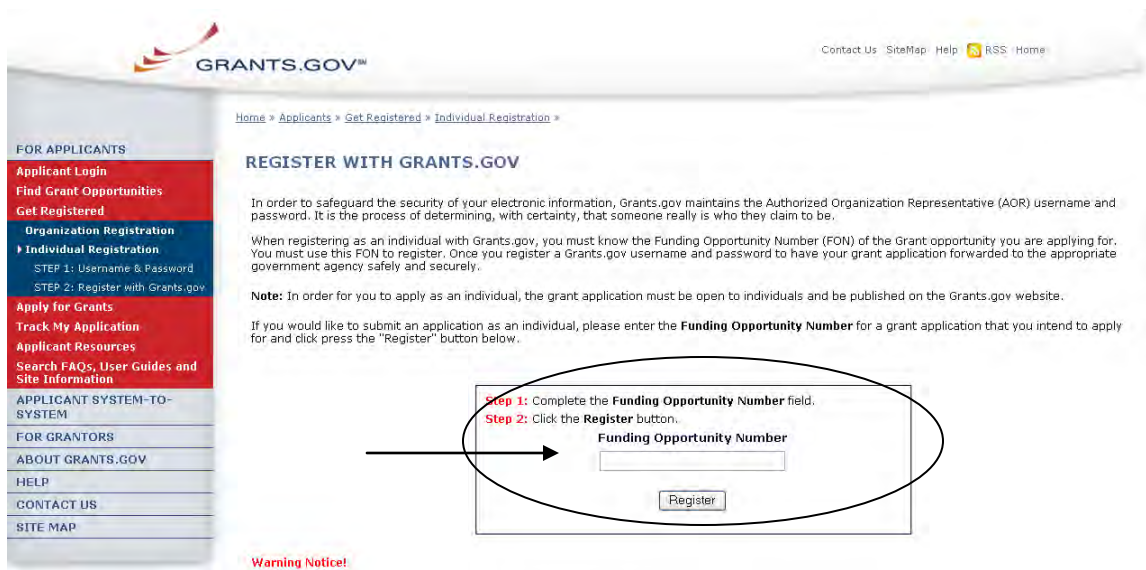 GRANTS.GOV℠
Contact Us SiteMap Help RSS Home
Home » Applicants » Get Registered » Individual Registration »
FOR APPLICANTS
Applicant Login
Find Grant Opportunities
Get Registered
Organization Registration
Individual Registration
STEP 1: Username & Password
STEP 2: Register with Grants.gov
Apply for Grants
Track My Application
Applicant Resources
Search FAQs, User Guides and
Site Information
APPLICANT SYSTEM-TO-
SYSTEM
FOR GRANTORS
ABOUT GRANTS.GOV
HELP
CONTACT US
SITE MAP
REGISTER WITH GRANTS.GOV
In order to safeguard the security of your electronic information, Grants.gov maintains the Authorized Organization Representative (AOR) username and
password. It is the process of determining, with certainty, that someone really is who they claim to be.
When registering as an individual with Grants.gov, you must know the Funding Opportunity Number (FON) of the Grant opportunity you are applying for.
You must use this FON to register. Once you register a Grants.gov username and password to have your grant application forwarded to the appropriate
government agency safely and securely.
Note: In order for you to apply as an individual, the grant application must be open to individuals and be published on the Grants.gov website.
If you would like to submit an application as an individual, please enter the Funding Opportunity Number for a grant application that you intend to apply
for and click press the "Register" button below.
Step 1: Complete the Funding Opportunity Number field.
Step 2: Click the Register button.
Funding Opportunity Number
Register
Warning Notice!